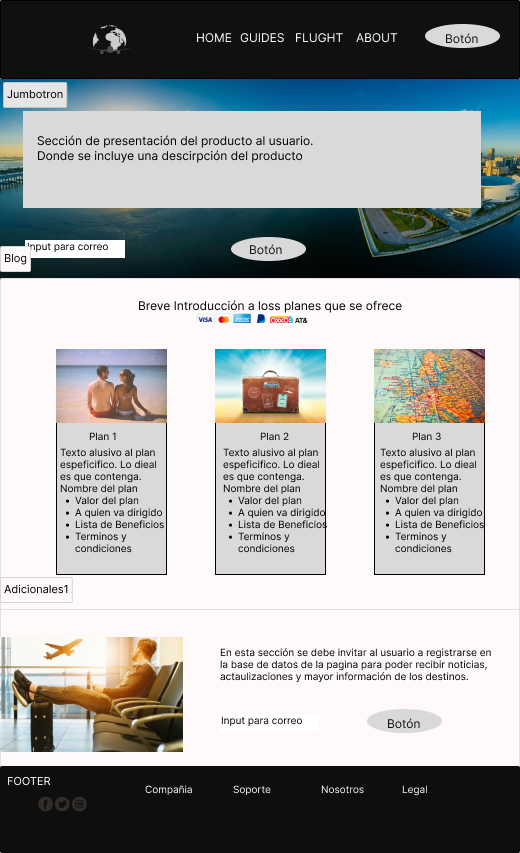 HOME GUIDES FLUGHT ABOUT Botón
Jumbotron
Sección de presentación del producto al usuario.
Donde se incluye una descirpción del producto
Input para correo
Botón
Blog
Breve Introducción a loss planes que se ofrece
VISA AT&
Plan 1
Texto alusivo al plan
espeficifico. Lo dieal
es que contenga.
Nombre del plan
• Valor del plan
• A quien va dirigido
• Lista de Beneficios
• Terminos y
condiciones
Plan 2
Texto alusivo al plan
espeficifico. Lo dieal
es que contenga.
Nombre del plan
• Valor del plan
• A quien va dirigido
• Lista de Beneficios
• Terminos y
condiciones
Plan 3
Texto alusivo al plan
espeficifico. Lo dieal
es que contenga.
Nombre del plan
• Valor del plan
• A quien va dirigido
• Lista de Beneficios
• Terminos y
condiciones
Adicionales1
En esta sección se debe invitar al usuario a registrarse en
la base de datos de la pagina para poder recibir noticias,
actaulizaciones y mayor información de los destinos.
Input para correo
Botón
FOOTER
Compañia Soporte Nosotros Legal